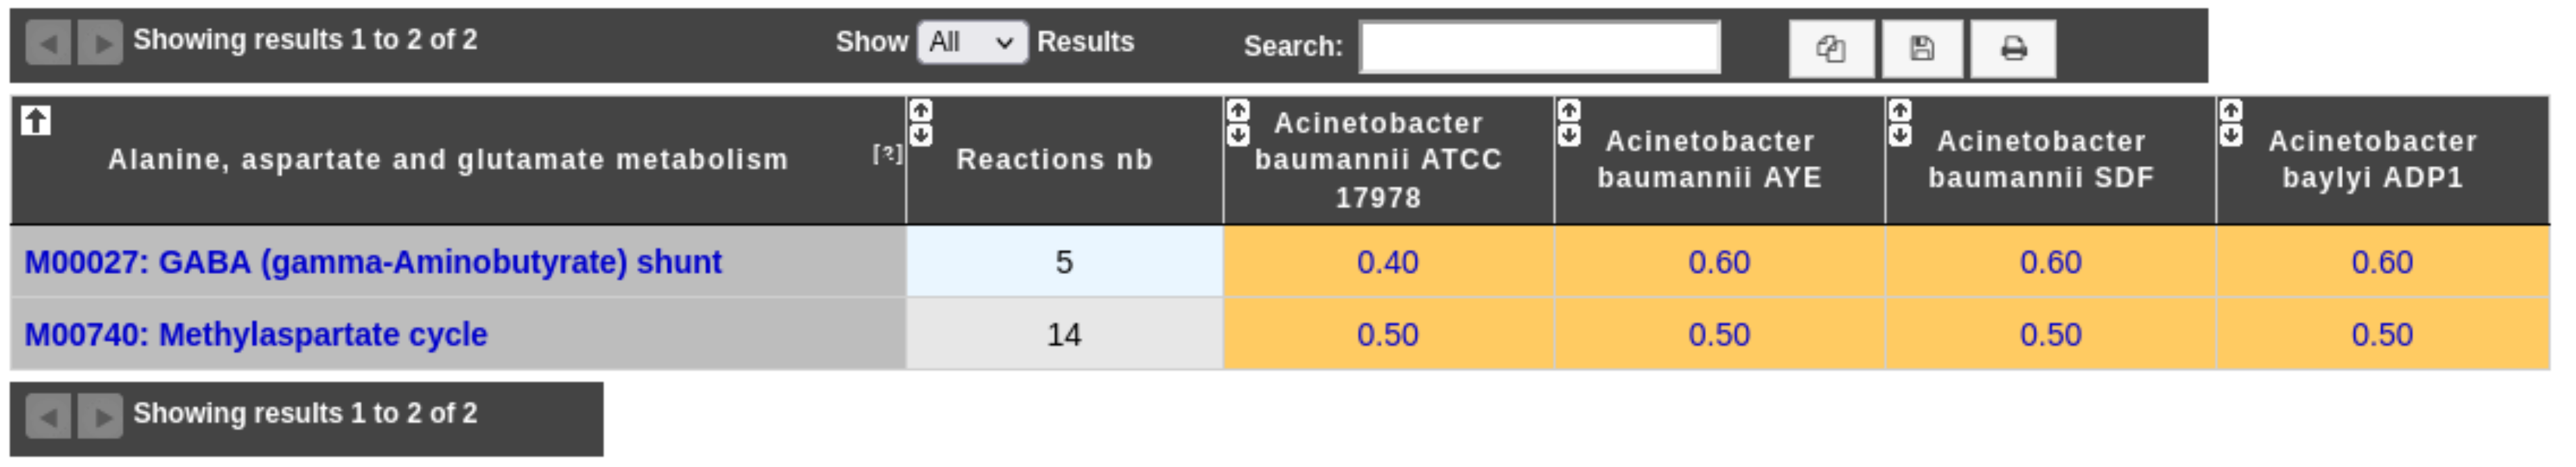 Showing results 1 to 2 of 2 Show All Results Search:
Alanine, aspartate and glutamate metabolism [?]
Reactions nb
Acinetobacter
baumannii ATCC
17978
Acinetobacter
baumannii AYE
Acinetobacter
baumannii SDF
Acinetobacter
baylyi ADP1
M00027: GABA (gamma-Aminobutyrate) shunt 5 0.40 0.60 0.60 0.60
M00740: Methylaspartate cycle 14 0.50 0.50 0.50 0.50
Showing results 1 to 2 of 2